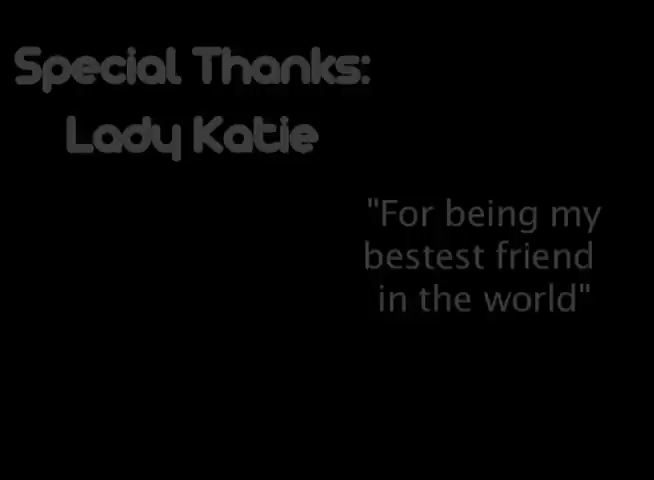 Special Thanks:
Lady Katie
"For being my
bestest friend
in the world"